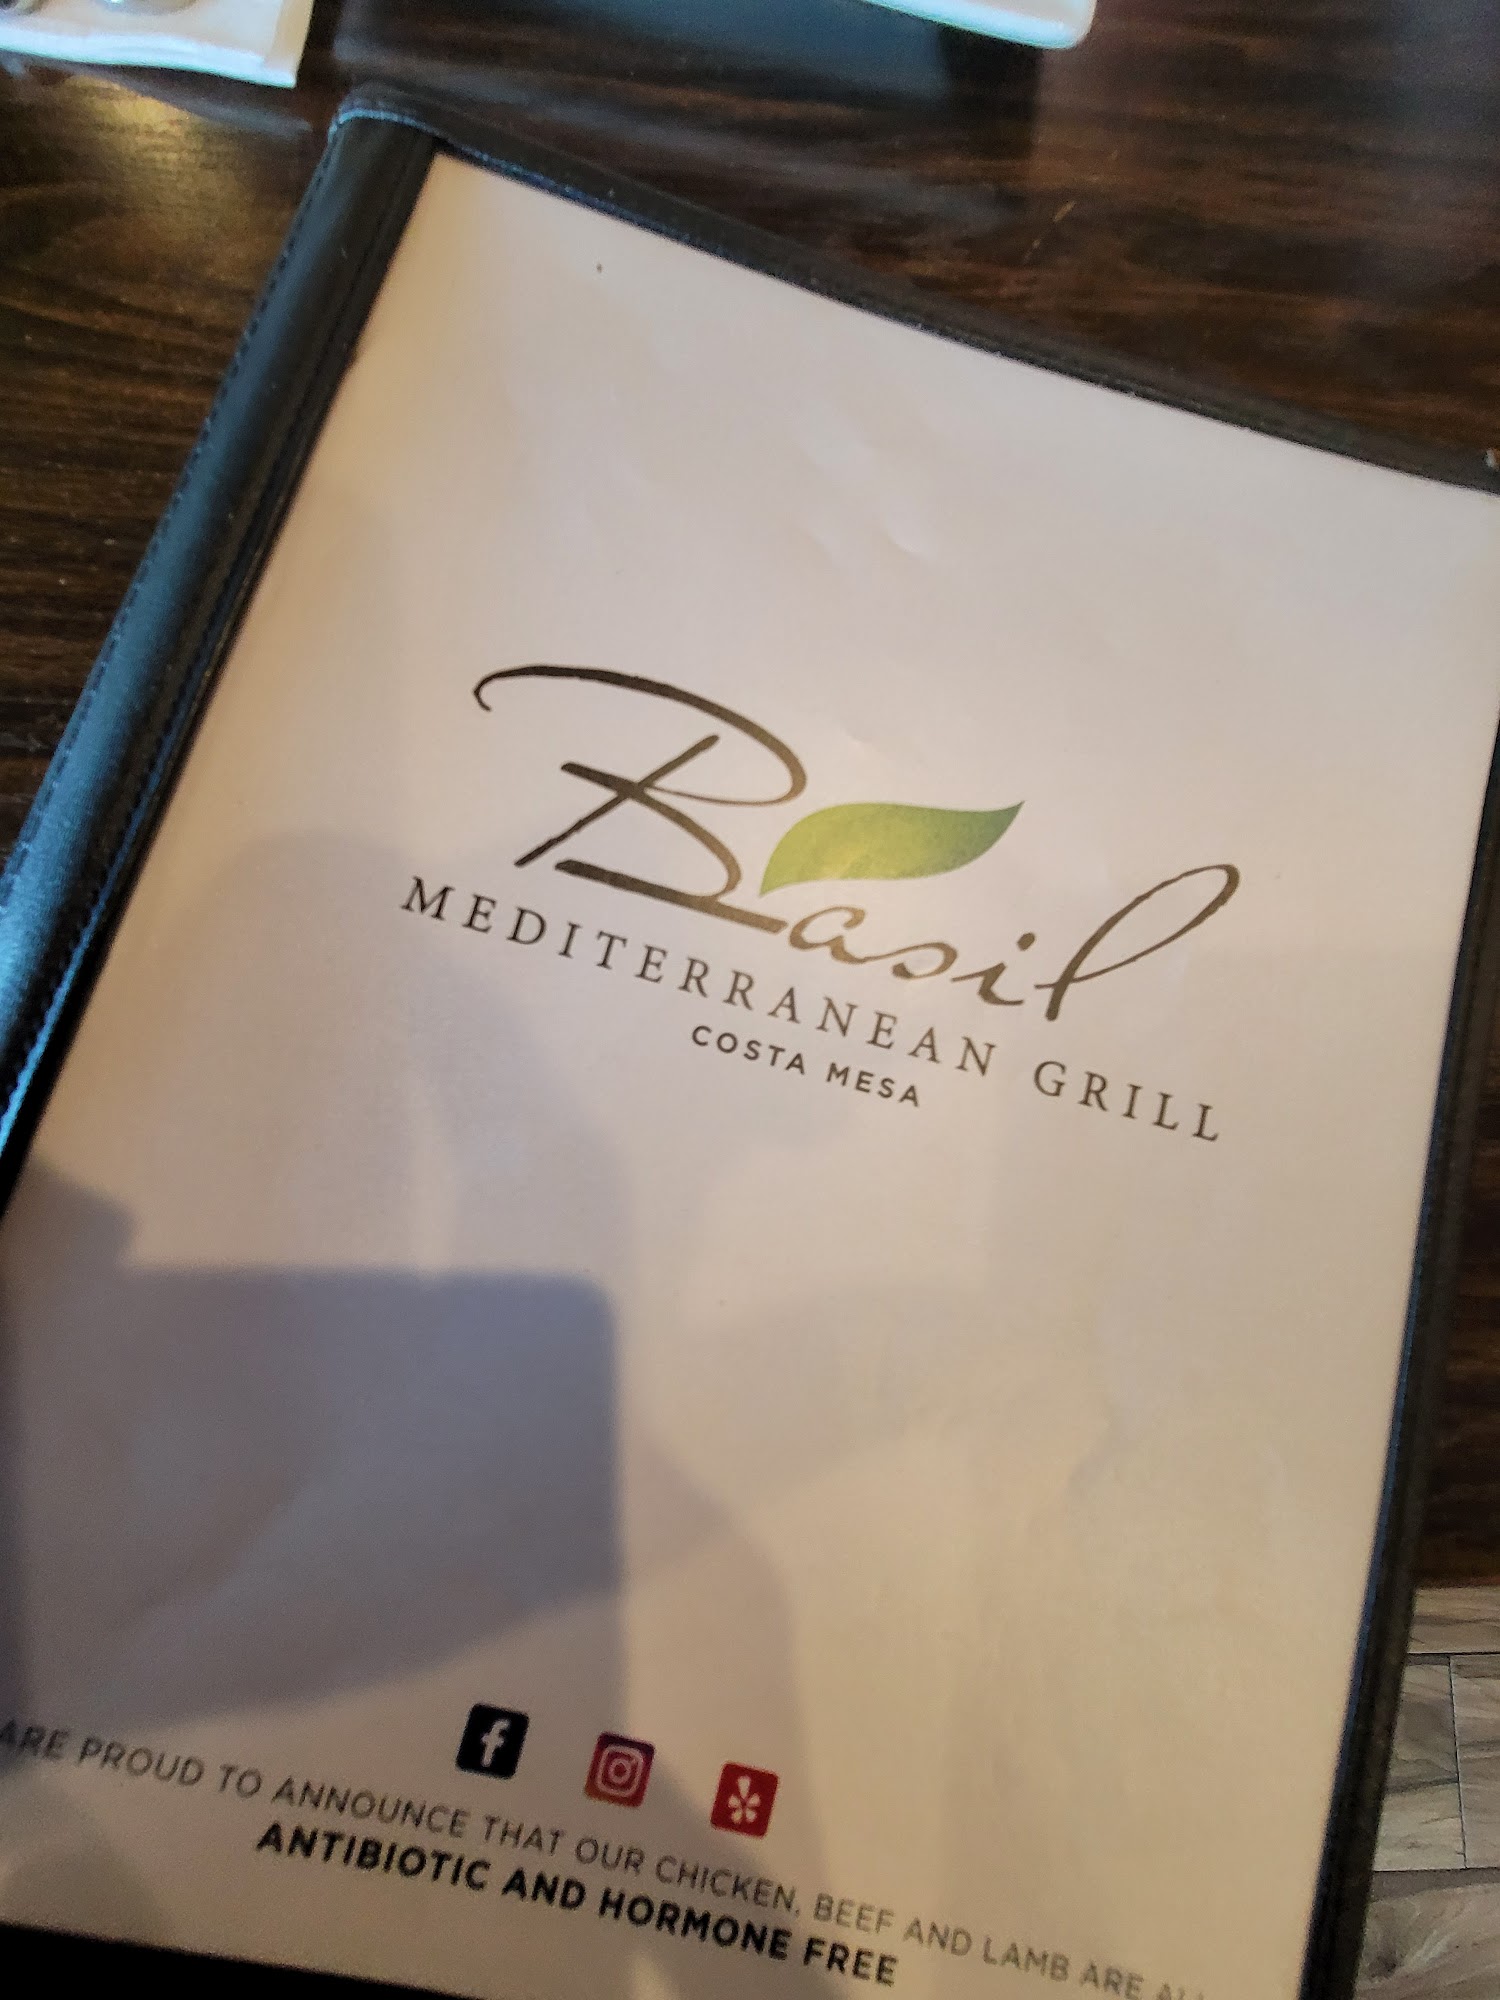 Basil
MEDITERRANEAN GRILL
COSTA MESA
ARE PROUD TO ANNOUNCE THAT OUR CHICKEN, BEEF AND LAMB ARE
ANTIBIOTIC AND HORMONE FREE